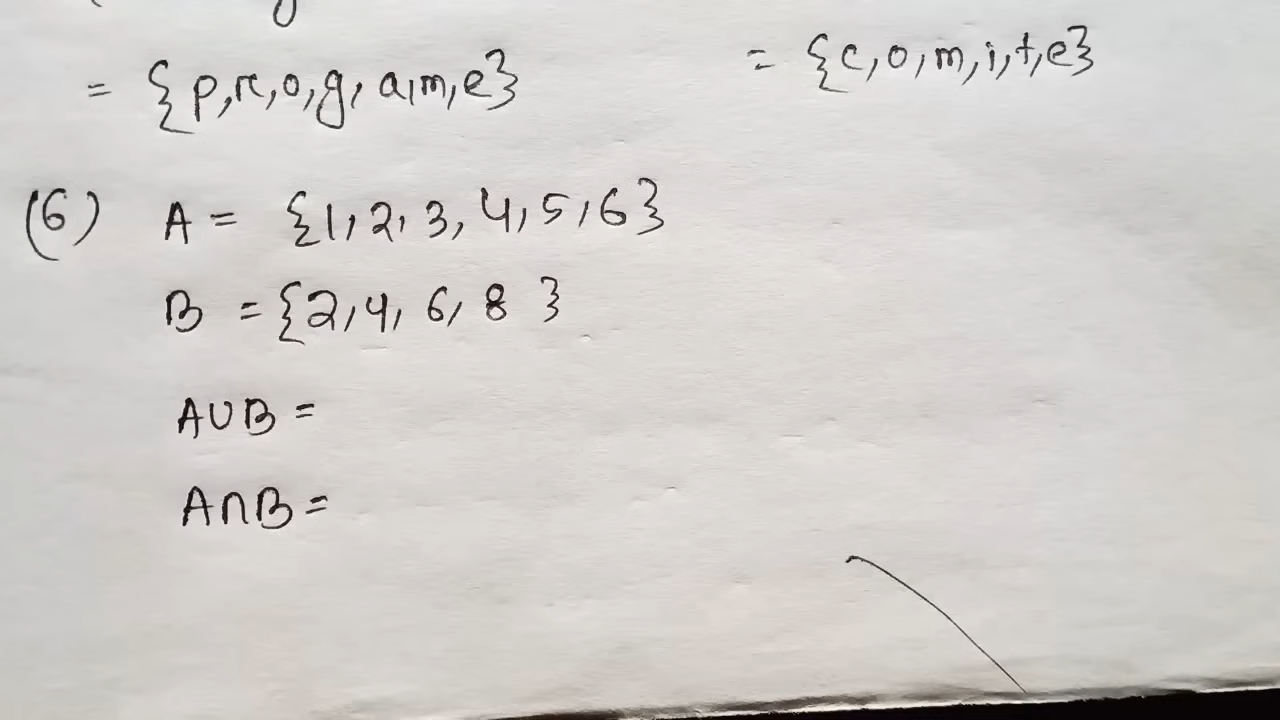 = {p,r,o,g, a,m,e}
= {c,o,m,i,t,e}
(6) A = {1,2,3,4,5,6}
B = {2,4,6,8}
A∪B =
A∩B =